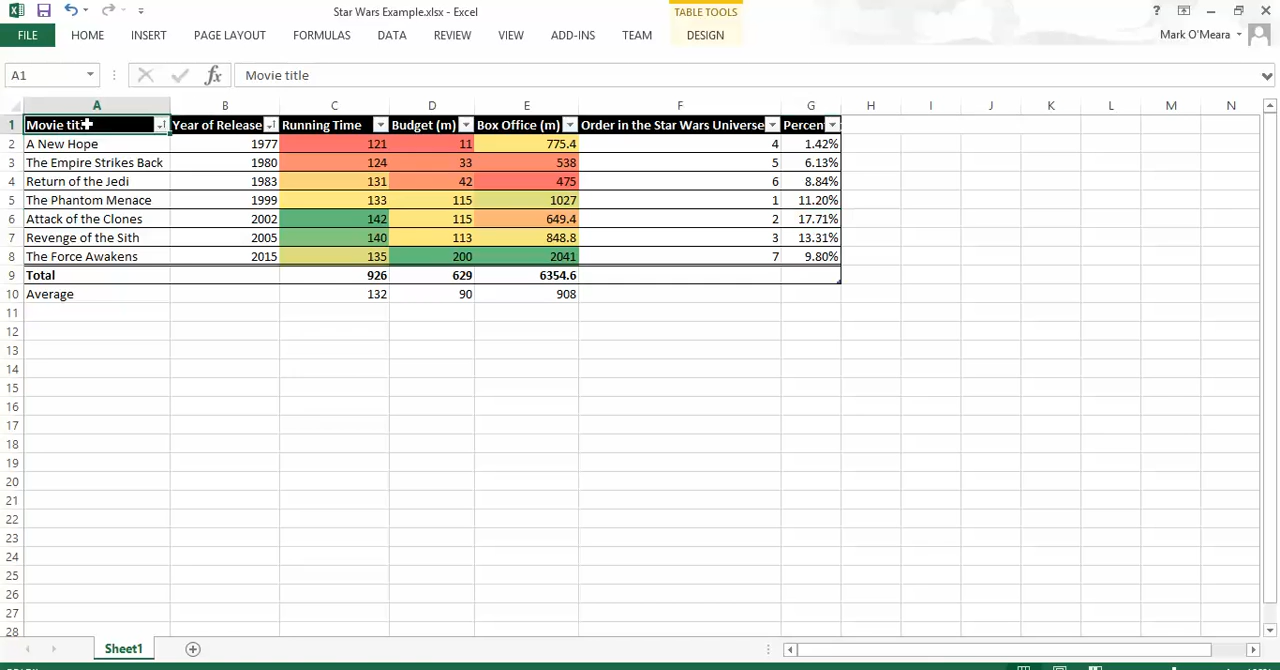 Star Wars Example.xlsx - Excel
TABLE TOOLS
?
FILE HOME INSERT PAGE LAYOUT FORMULAS DATA REVIEW VIEW ADD-INS TEAM DESIGN Mark O'Meara
A1 fx Movie title
A B C D E F G H I J K L M N
1 Movie Year of Release Running Time Budget (m) Box Office (m) Order in the Star Wars Universe Percen
2 A New Hope 1977 121 11 775.4 4 1.42%
3 The Empire Strikes Back 1980 124 33 538 5 6.13%
4 Return of the Jedi 1983 131 42 475 6 8.84%
5 The Phantom Menace 1999 133 115 1027 1 11.20%
6 Attack of the Clones 2002 142 115 649.4 2 17.71%
7 Revenge of the Sith 2005 140 113 848.8 3 13.31%
8 The Force Awakens 2015 135 200 2041 7 9.80%
9 Total 926 629 6354.6
10 Average 132 90 908
11
12
13
14
15
16
17
18
19
20
21
22
23
24
25
26
27
28
Sheet1